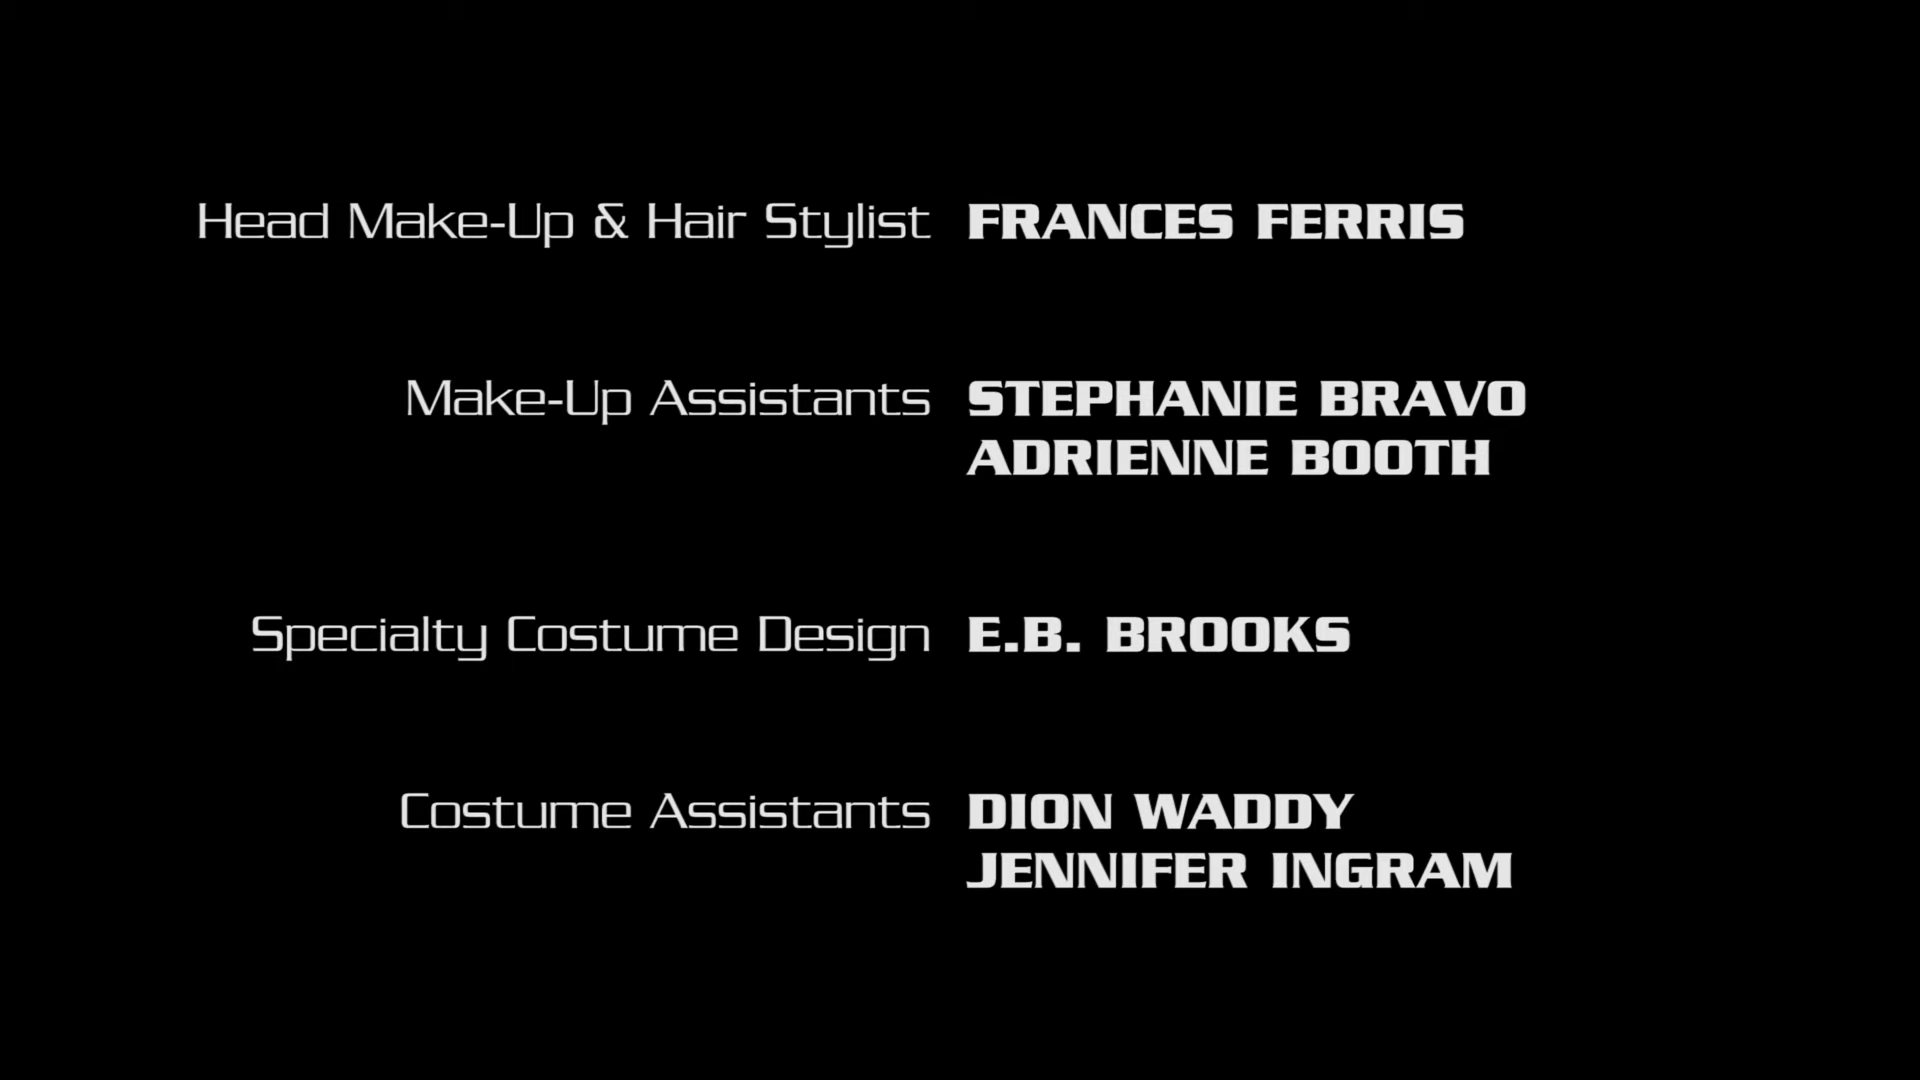 Head Make-Up & Hair Stylist FRANCES FERRIS
Make-Up Assistants STEPHANIE BRAVO
ADRIENNE BOOTH
Specialty Costume Design E.B. BROOKS
Costume Assistants DION WADDY
JENNIFER INGRAM